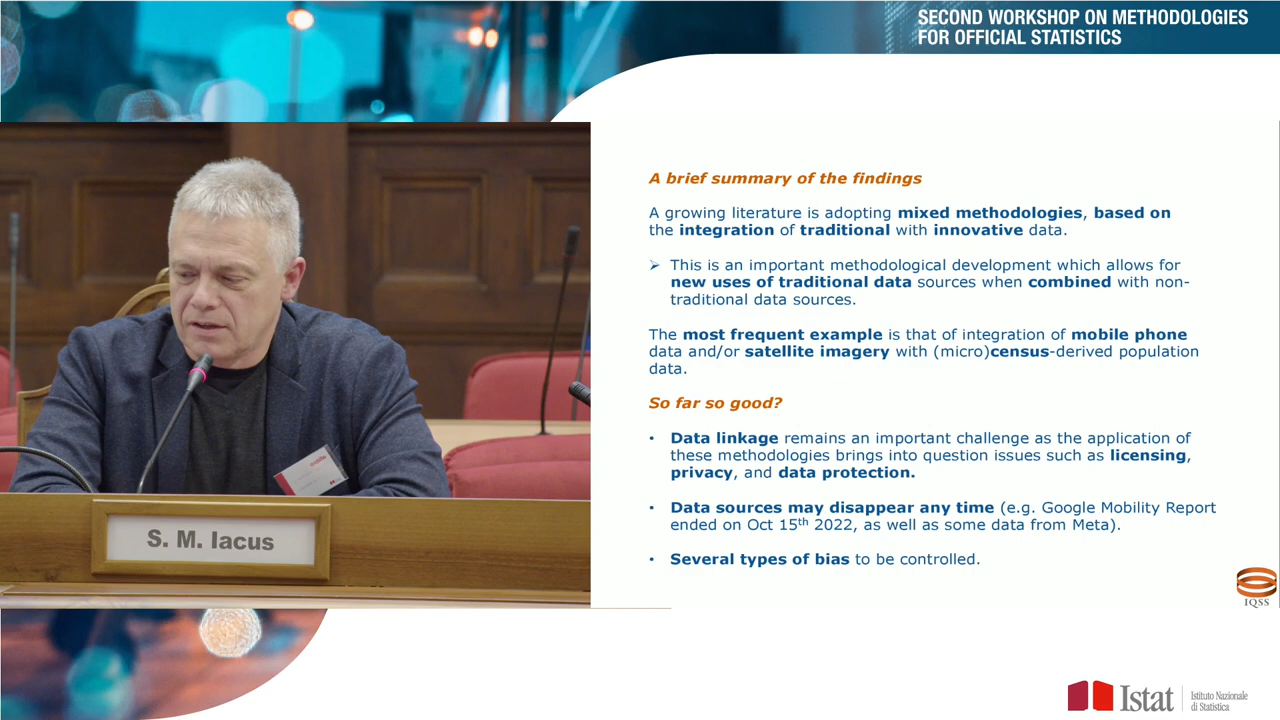 SECOND WORKSHOP ON METHODOLOGIES
FOR OFFICIAL STATISTICS
A brief summary of the findings
A growing literature is adopting mixed methodologies, based on
the integration of traditional with innovative data.
➢ This is an important methodological development which allows for
new uses of traditional data sources when combined with non-
traditional data sources.
The most frequent example is that of integration of mobile phone
data and/or satellite imagery with (micro)census-derived population
data.
So far so good?
• Data linkage remains an important challenge as the application of
these methodologies brings into question issues such as licensing,
privacy, and data protection.
• Data sources may disappear any time (e.g. Google Mobility Report
ended on Oct 15th 2022, as well as some data from Meta).
• Several types of bias to be controlled.
S. M. Iacus
IQSS
Istat
Istituto Nazionale
di Statistica